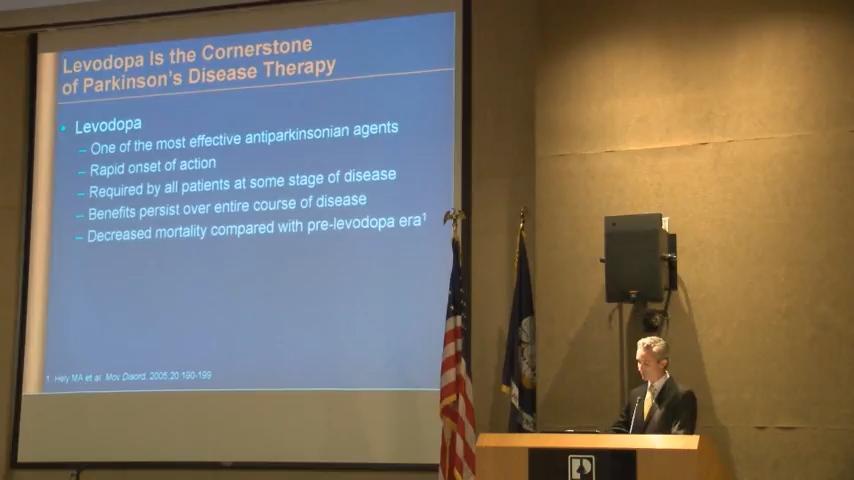 Levodopa Is the Cornerstone
of Parkinson's Disease Therapy
• Levodopa
– One of the most effective antiparkinsonian agents
– Rapid onset of action
– Required by all patients at some stage of disease
– Benefits persist over entire course of disease
– Decreased mortality compared with pre-levodopa era¹
1. Hely MA et al. Mov Disord. 2005;20:190-199